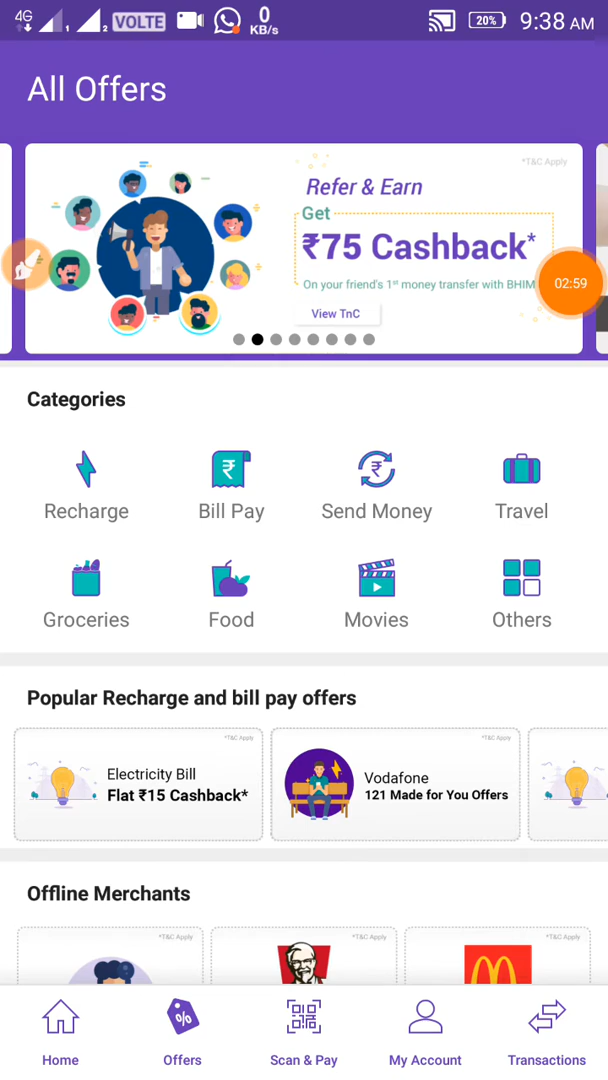 4G 1 2 VOLTE 0 KB/s 20% 9:38 AM
All Offers
*T&C Apply
Refer & Earn
Get
₹75 Cashback*
On your friend's 1st money transfer with BHIM
View TnC
02:59
Categories
Recharge Bill Pay Send Money Travel
Groceries Food Movies Others
Popular Recharge and bill pay offers
*T&C Apply
Electricity Bill
Flat ₹15 Cashback*
*T&C Apply
Vodafone
121 Made for You Offers
Offline Merchants
*T&C Apply *T&C Apply *T&C Apply
Home Offers Scan & Pay My Account Transactions